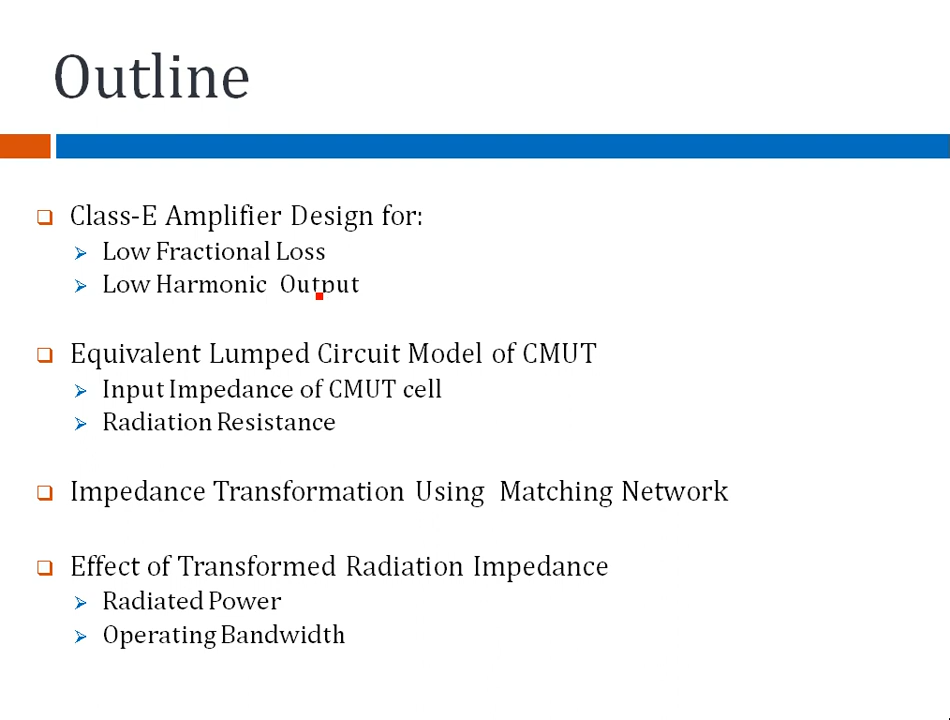 Outline
Class-E Amplifier Design for:
Low Fractional Loss
Low Harmonic Output
Equivalent Lumped Circuit Model of CMUT
Input Impedance of CMUT cell
Radiation Resistance
Impedance Transformation Using Matching Network
Effect of Transformed Radiation Impedance
Radiated Power
Operating Bandwidth